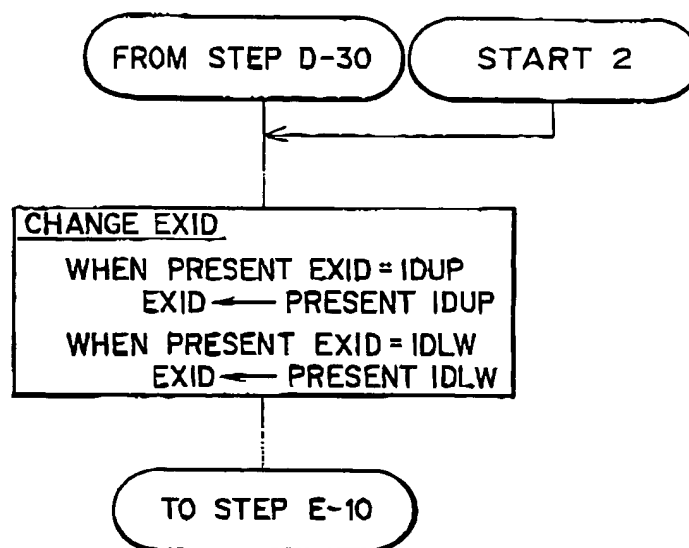 FROM STEP D-30
START 2
CHANGE EXID
WHEN PRESENT EXID = IDUP
EXID ← PRESENT IDUP
WHEN PRESENT EXID = IDLW
EXID ← PRESENT IDLW
TO STEP E-10